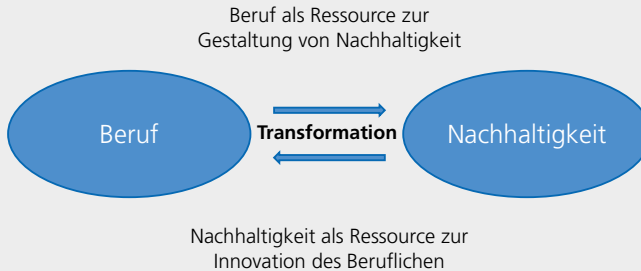 Beruf als Ressource zur
Gestaltung von Nachhaltigkeit
Beruf
Transformation
Nachhaltigkeit
Nachhaltigkeit als Ressource zur
Innovation des Beruflichen